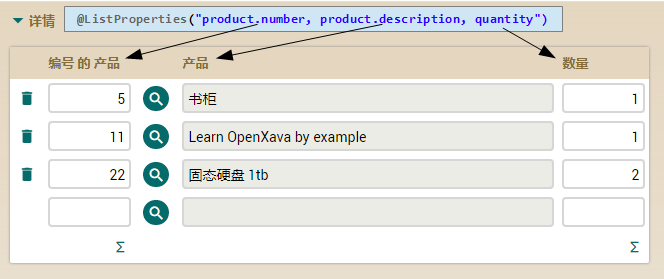 详情 @ListProperties("product.number, product.description, quantity")
编号 的 产品 产品 数量
5 书柜 1
11 Learn OpenXava by example 1
22 固态硬盘 1tb 2
Σ Σ